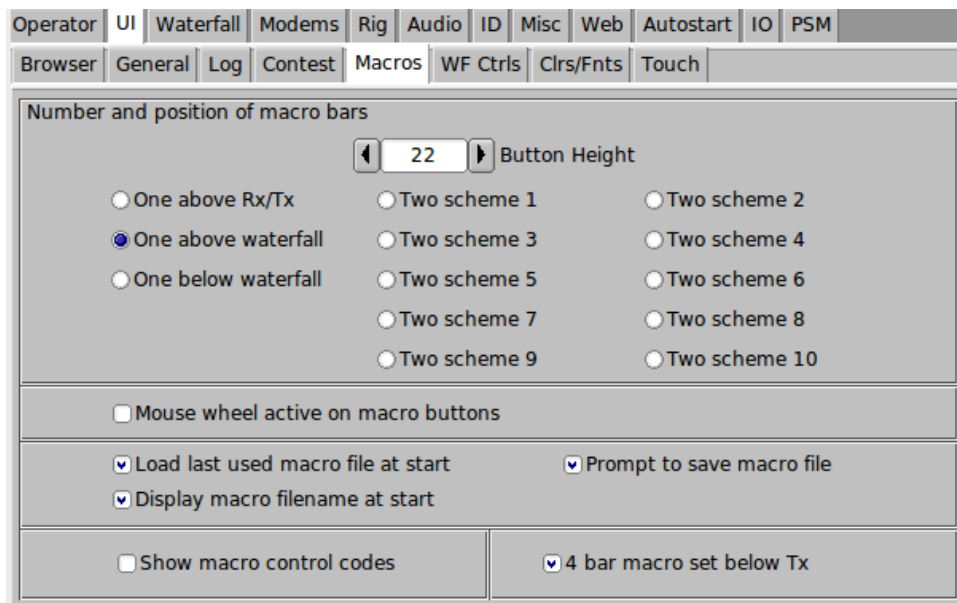 Operator UI Waterfall Modems Rig Audio ID Misc Web Autostart IO PSM
Browser General Log Contest Macros WF Ctrls Clrs/Fnts Touch
Number and position of macro bars
22 Button Height
One above Rx/Tx Two scheme 1 Two scheme 2
One above waterfall Two scheme 3 Two scheme 4
One below waterfall Two scheme 5 Two scheme 6
Two scheme 7 Two scheme 8
Two scheme 9 Two scheme 10
Mouse wheel active on macro buttons
Load last used macro file at start Prompt to save macro file
Display macro filename at start
Show macro control codes 4 bar macro set below Tx